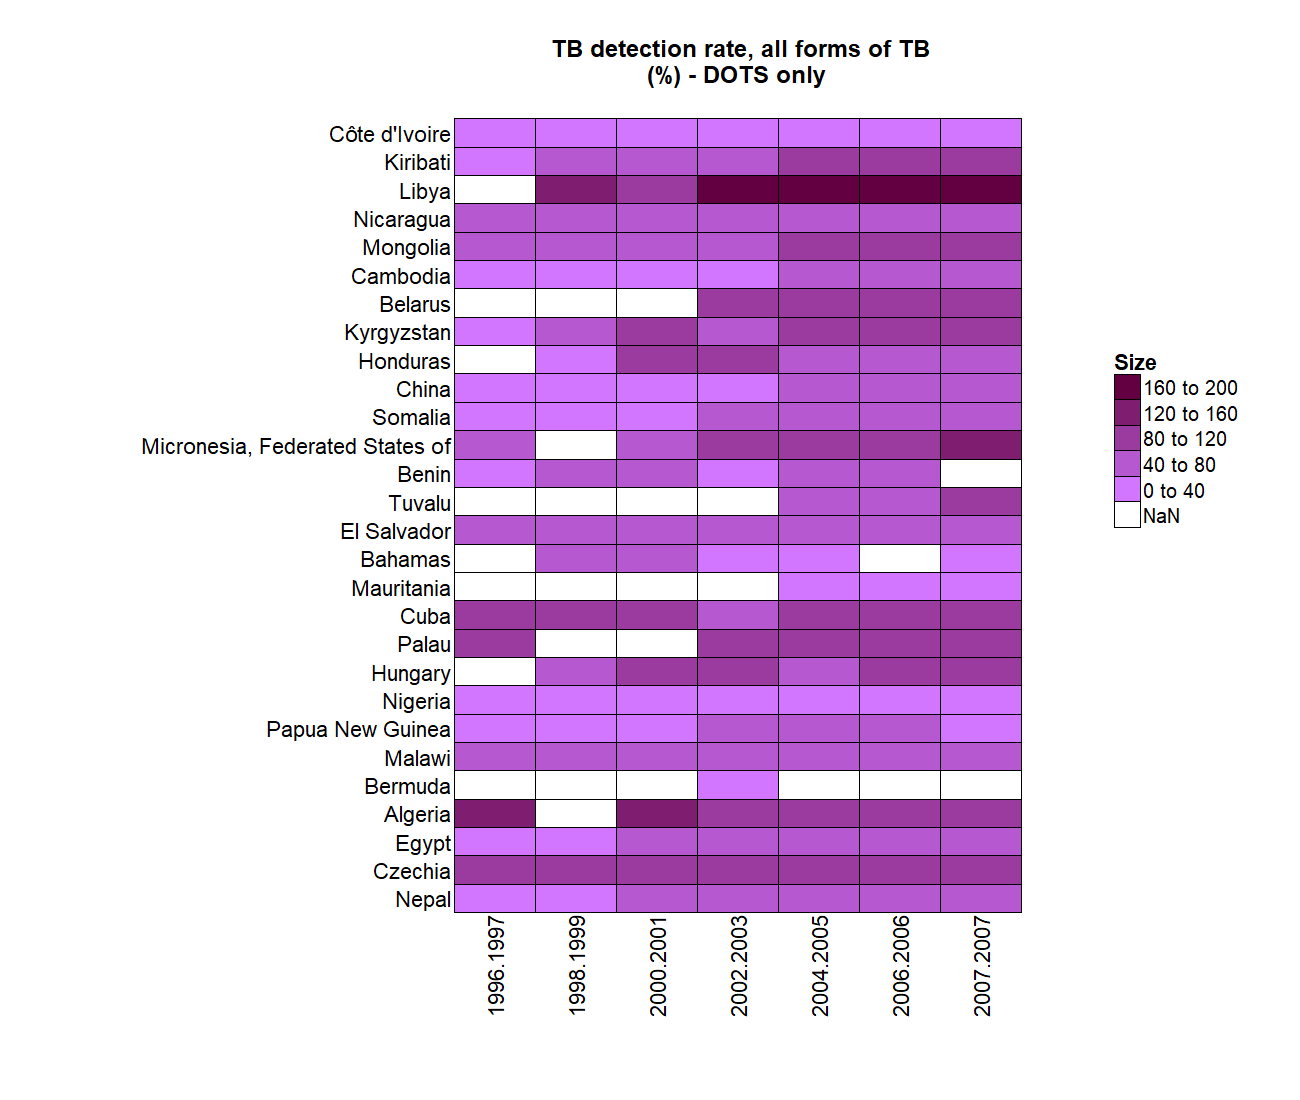 TB detection rate, all forms of TB
(%) - DOTS only
Côte d'Ivoire
Kiribati
Libya
Nicaragua
Mongolia
Cambodia
Belarus
Kyrgyzstan
Honduras
China
Somalia
Micronesia, Federated States of
Benin
Tuvalu
El Salvador
Bahamas
Mauritania
Cuba
Palau
Hungary
Nigeria
Papua New Guinea
Malawi
Bermuda
Algeria
Egypt
Czechia
Nepal
1996.1997
1998.1999
2000.2001
2002.2003
2004.2005
2006.2006
2007.2007
Size
160 to 200
120 to 160
80 to 120
40 to 80
0 to 40
NaN